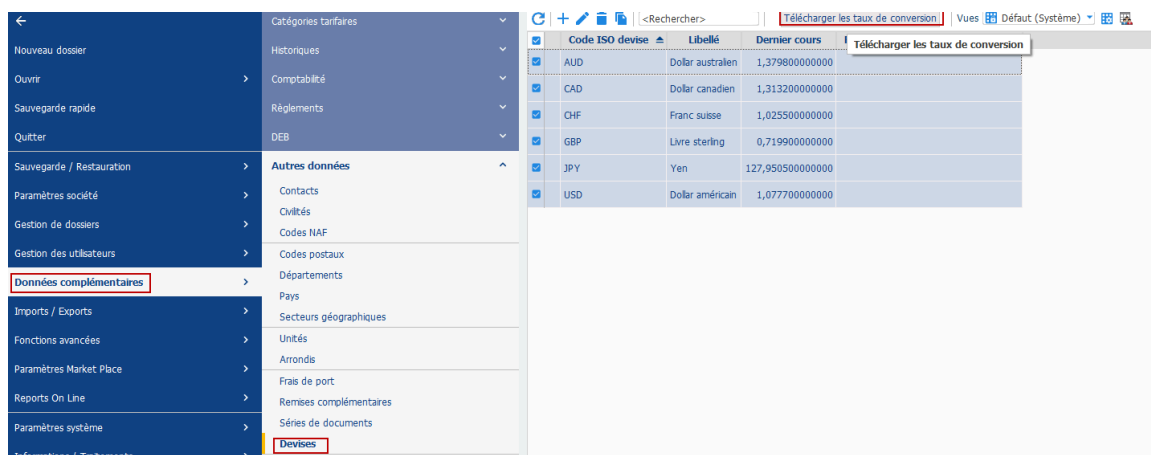 Nouveau dossier
Ouvrir
Sauvegarde rapide
Quitter
Sauvegarde / Restauration
Paramètres société
Gestion de dossiers
Gestion des utilisateurs
Données complémentaires
Imports / Exports
Fonctions avancées
Paramètres Market Place
Reports On Line
Paramètres système
Catégories tarifaires
Historiques
Comptabilité
Règlements
DEB
Autres données
Contacts
Civilités
Codes NAF
Codes postaux
Départements
Pays
Secteurs géographiques
Unités
Arrondis
Frais de port
Remises complémentaires
Séries de documents
Devises
<Rechercher> Télécharger les taux de conversion Vues Défaut (Système)
Code ISO devise Libellé Dernier cours
Télécharger les taux de conversion
AUD Dollar australien 1,379800000000
CAD Dollar canadien 1,313200000000
CHF Franc suisse 1,025500000000
GBP Livre sterling 0,719900000000
JPY Yen 127,950500000000
USD Dollar américain 1,077700000000